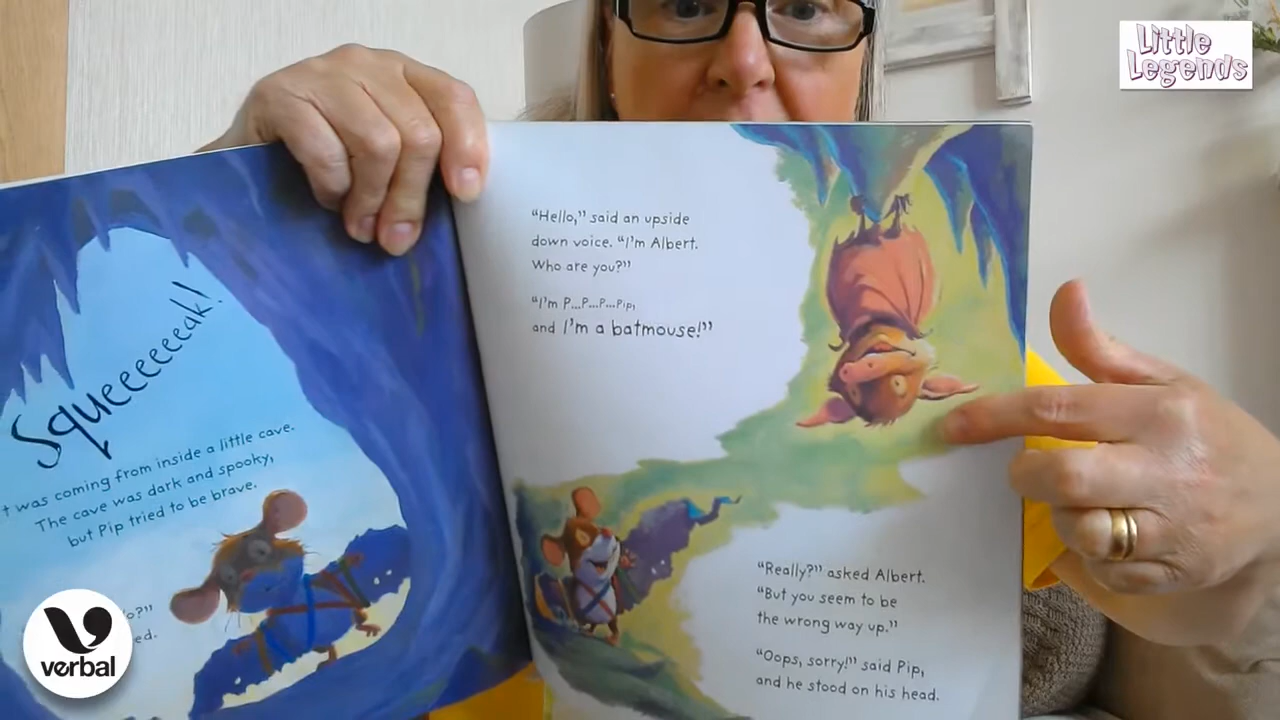 Little
Legends
Squeeeeeeak!
t was coming from inside a little cave.
The cave was dark and spooky,
but Pip tried to be brave.
verbal
“Hello,” said an upside
down voice. “I’m Albert.
Who are you?”
“I’m P...P...P...Pip,
and I’m a batmouse!”
“Really?” asked Albert.
“But you seem to be
the wrong way up.”
“Oops, sorry!” said Pip,
and he stood on his head.